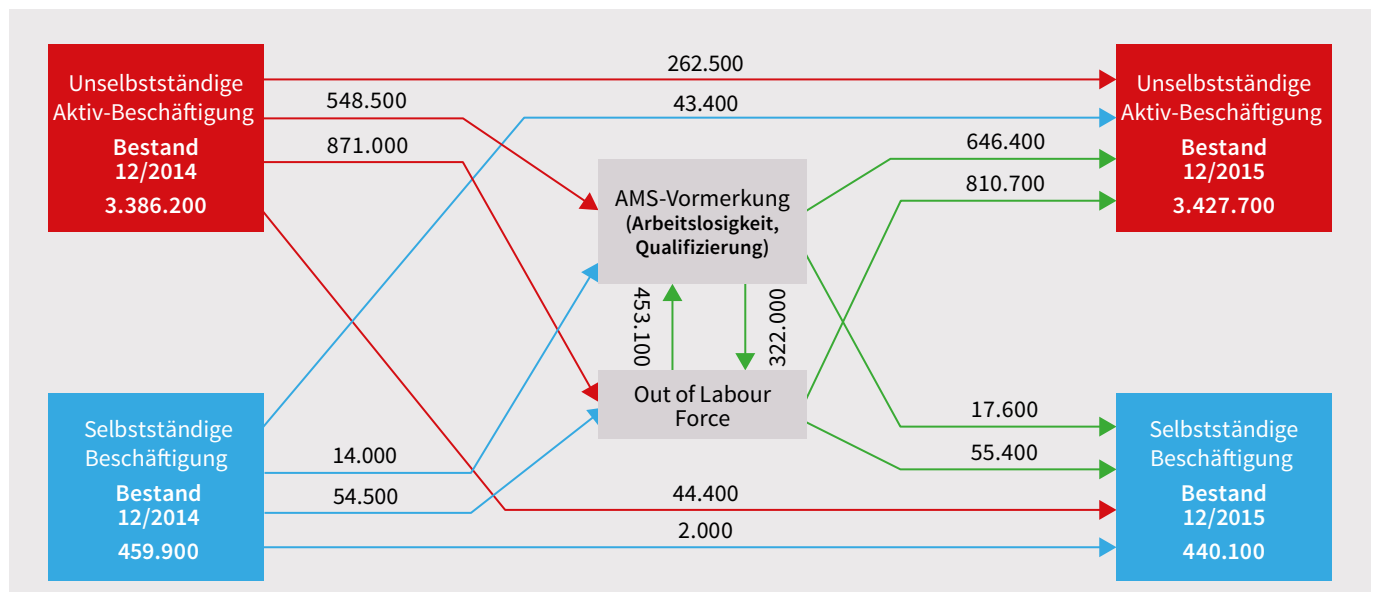 Unselbstständige
Aktiv-Beschäftigung
Bestand
12/2014
3.386.200
262.500
548.500
43.400
871.000
Unselbstständige
Aktiv-Beschäftigung
Bestand
12/2015
3.427.700
646.400
810.700
AMS-Vormerkung
(Arbeitslosigkeit,
Qualifizierung)
453.100
322.000
Out of Labour
Force
Selbstständige
Beschäftigung
Bestand
12/2014
459.900
14.000
54.500
17.600
55.400
44.400
2.000
Selbstständige
Beschäftigung
Bestand
12/2015
440.100